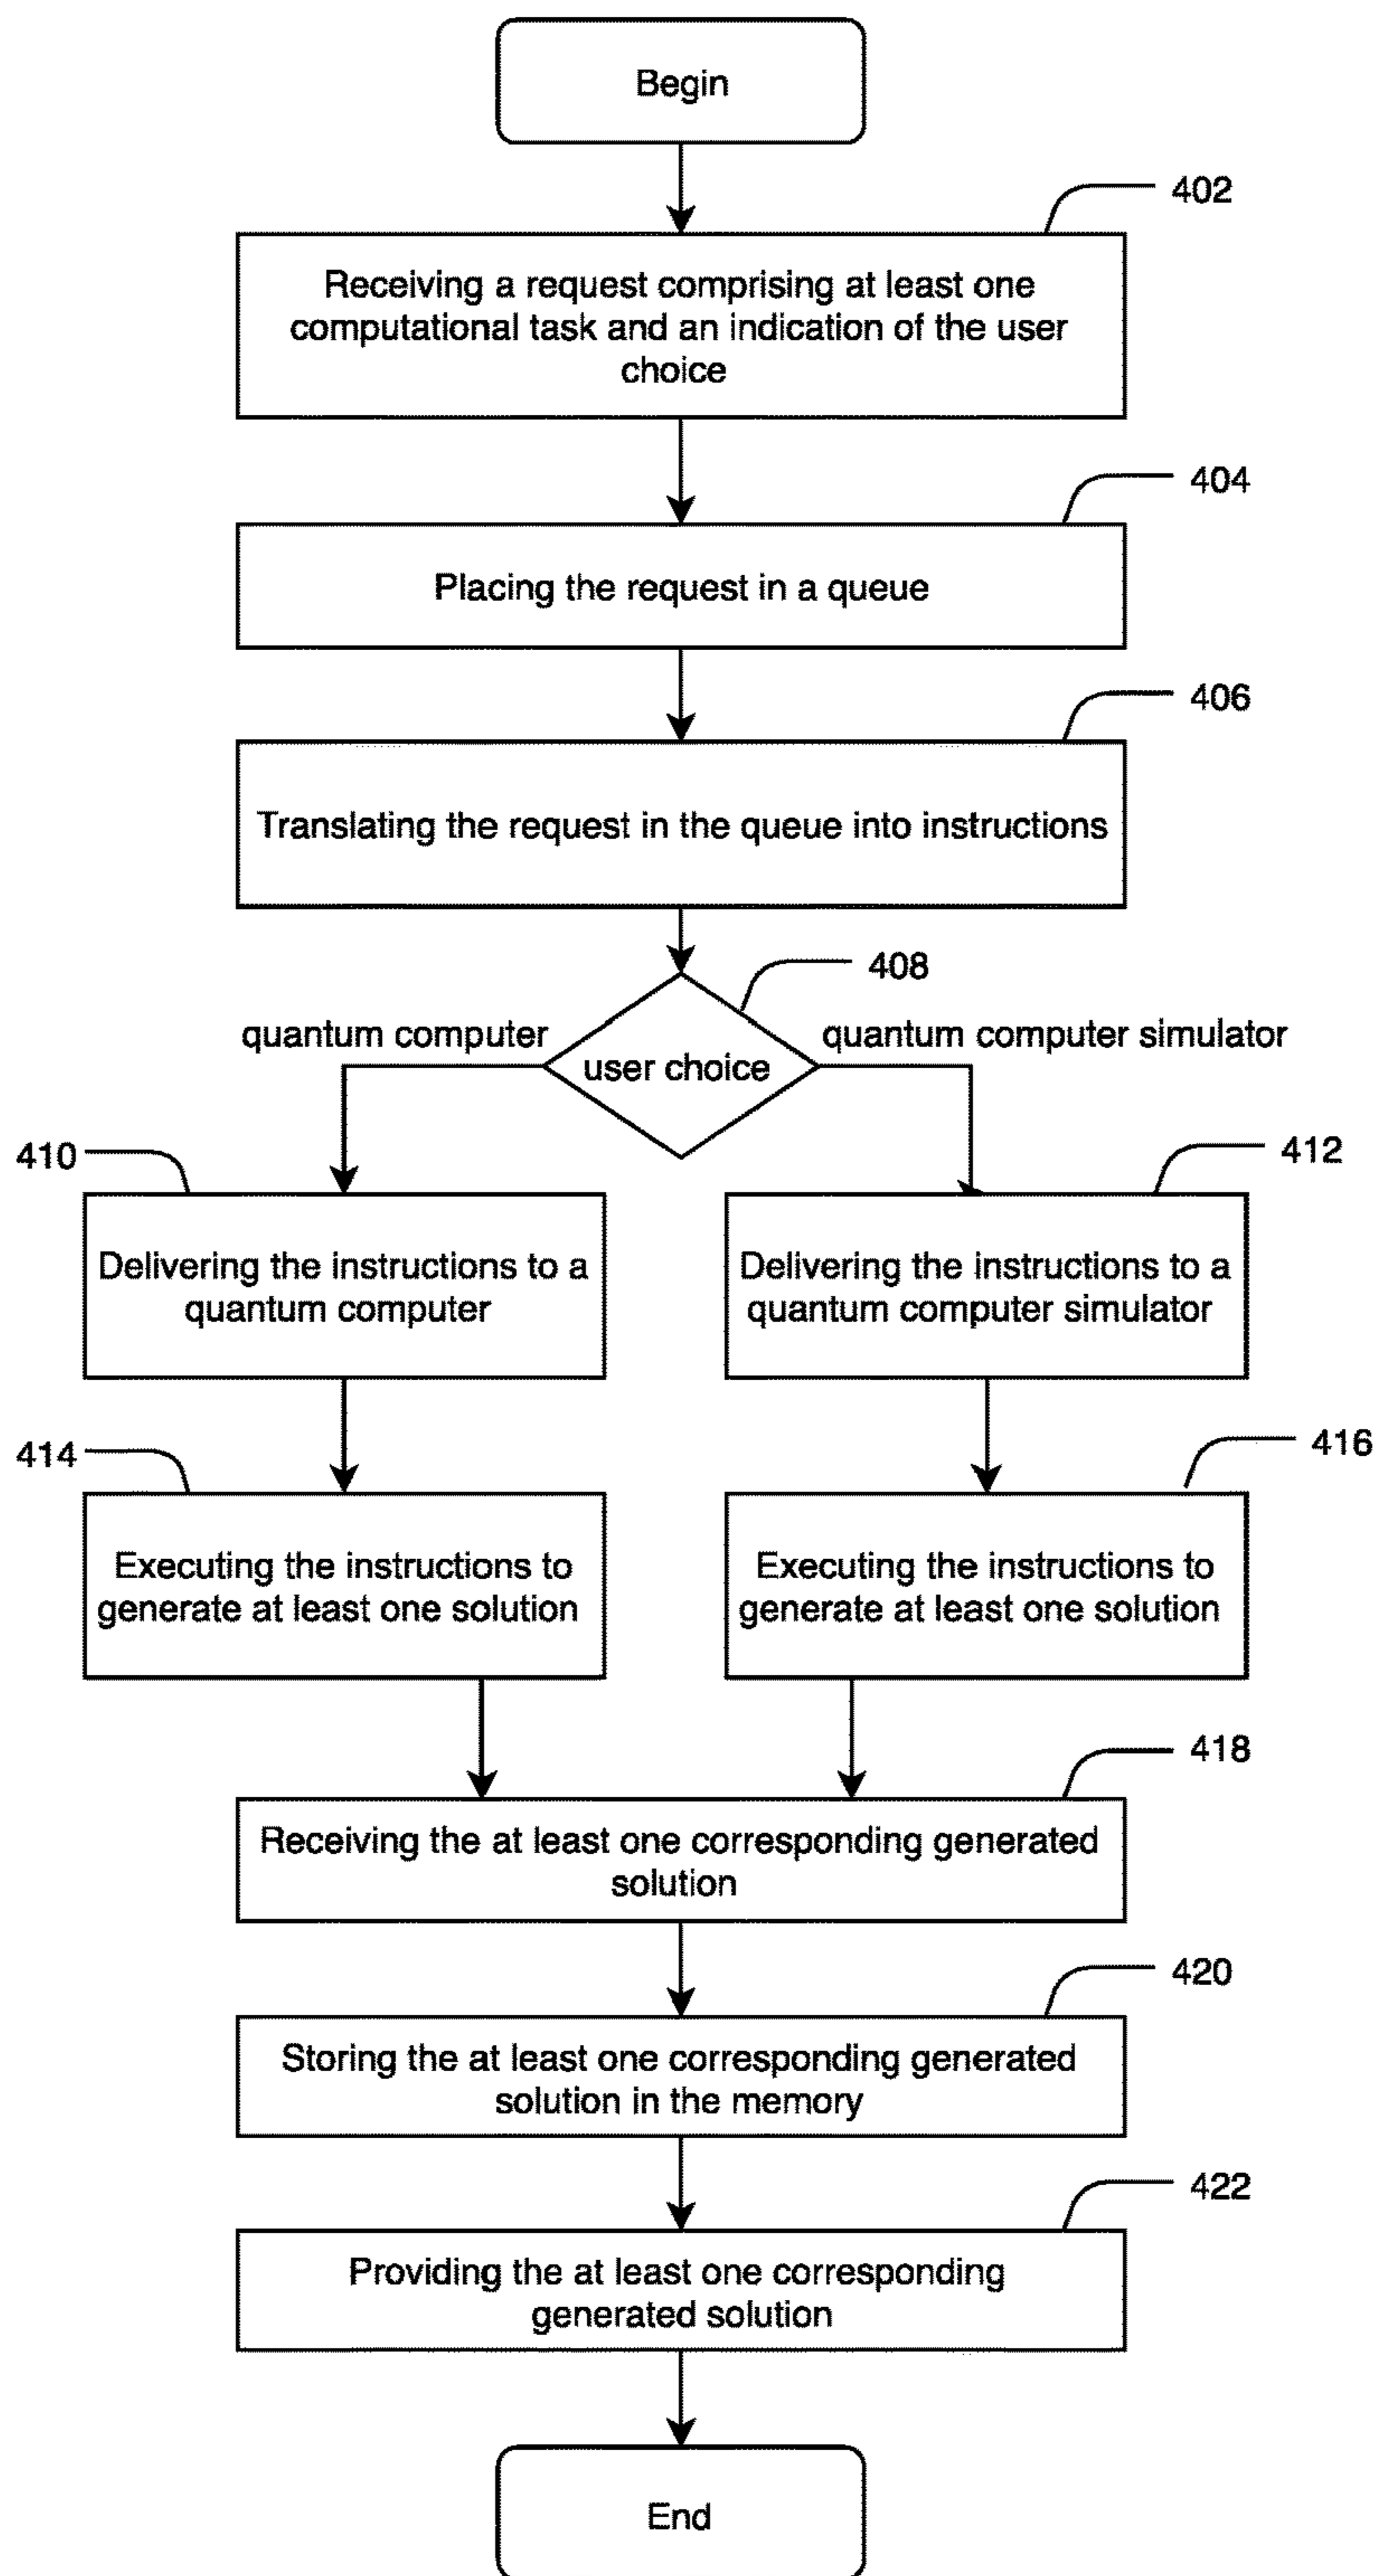 Begin
402
Receiving a request comprising at least one
computational task and an indication of the user
choice
404
Placing the request in a queue
406
Translating the request in the queue into instructions
408
quantum computer
user choice
quantum computer simulator
410
412
Delivering the instructions to a
quantum computer
Delivering the instructions to a
quantum computer simulator
414
416
Executing the instructions to
generate at least one solution
Executing the instructions to
generate at least one solution
418
Receiving the at least one corresponding generated
solution
420
Storing the at least one corresponding generated
solution in the memory
422
Providing the at least one corresponding
generated solution
End